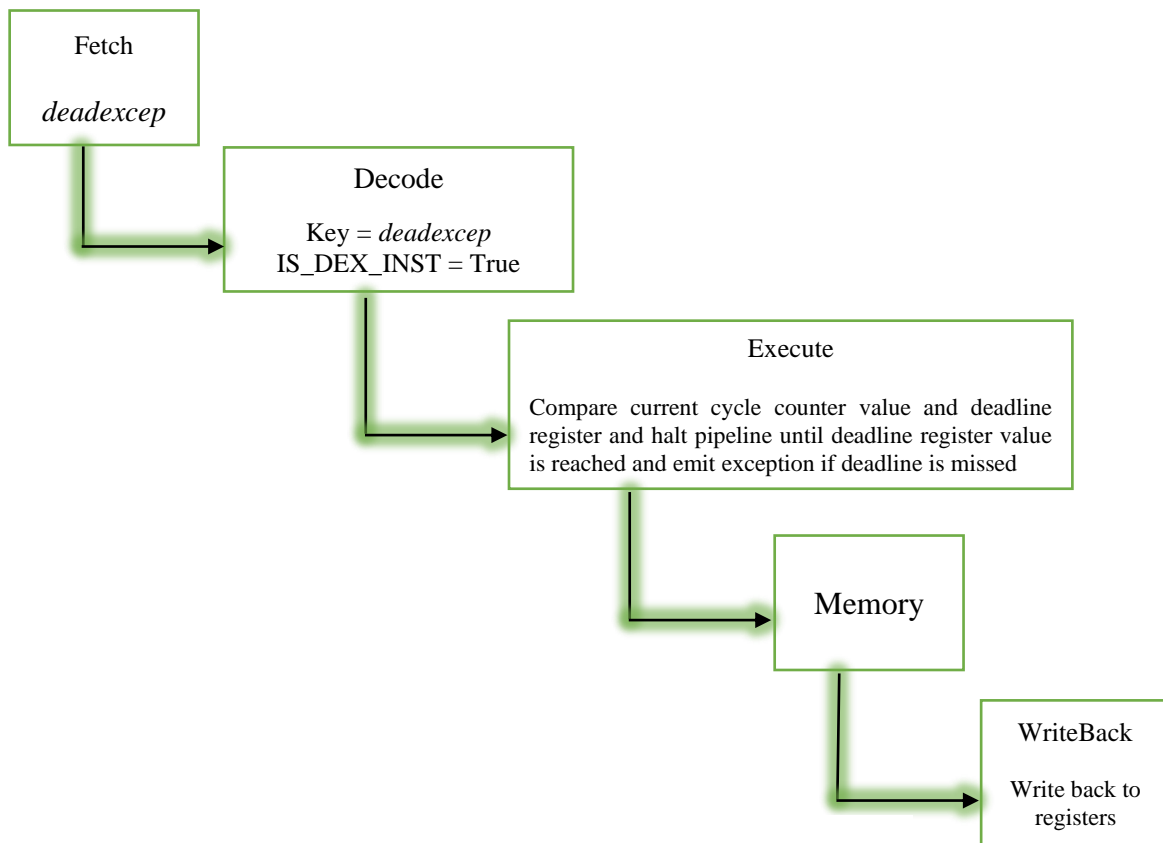 Fetch
deadexcep
Decode
Key = deadexcep
IS_DEX_INST = True
Execute
Compare current cycle counter value and deadline
register and halt pipeline until deadline register value
is reached and emit exception if deadline is missed
Memory
WriteBack
Write back to
registers